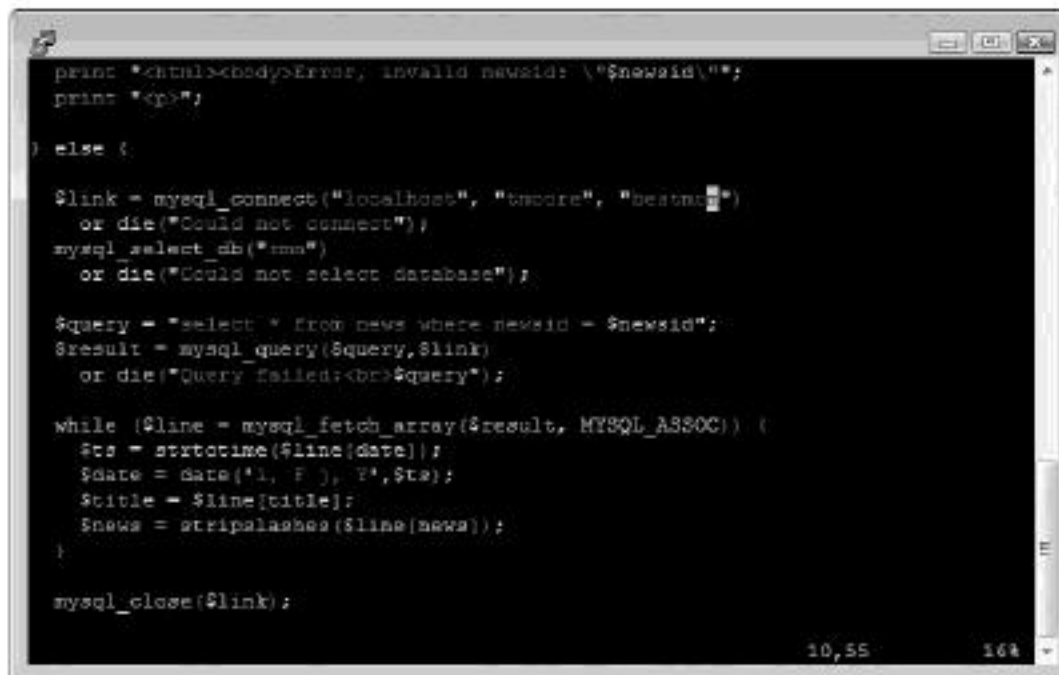 print "<html><body>Error, invalid newsid: \"$newsid\"";
print "<p>";
} else {
$link = mysql_connect("localhost", "tmoore",
or die("Could not connect");
mysql_select_db("rmm")
or die("Could not select database");
$query = "select * from news where newsid = $newsid";
$result = mysql_query($query,$link)
or die("Query failed:<br>$query");
while ($line = mysql_fetch_array($result, MYSQL_ASSOC)) {
$ts = strtotime($line[date]);
$date = date("l, F j, Y",$ts);
$title = $line[title];
$news = stripslashes($line[news]);
}
mysql_close($link);
10,55 16%